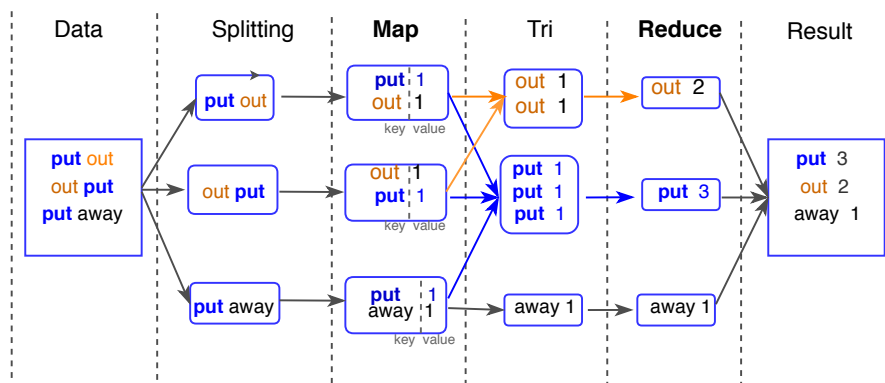 Data
Splitting
Map
Tri
Reduce
Result
put out
out put
put away
put out
out put
put away
put 1
out 1
key value
out 1
put 1
key value
put 1
away 1
key value
out 1
out 1
put 1
put 1
put 1
away 1
out 2
put 3
away 1
put 3
out 2
away 1